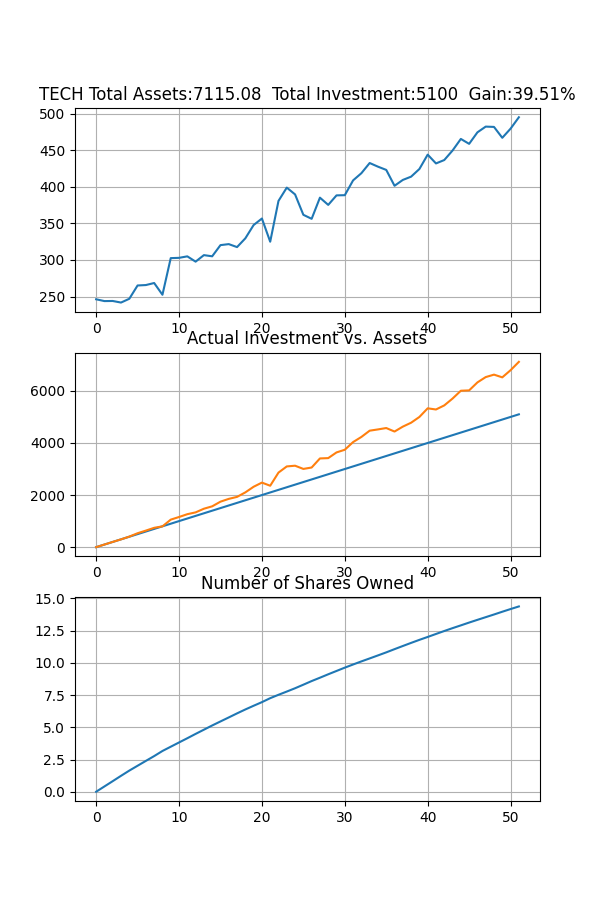 TECH Total Assets:7115.08  Total Investment:5100  Gain:39.51%
500
450
400
350
300
250
0 10 20 30 40 50
Actual Investment vs. Assets
6000
4000
2000
0
0 10 20 30 40 50
Number of Shares Owned
15.0
12.5
10.0
7.5
5.0
2.5
0.0
0 10 20 30 40 50